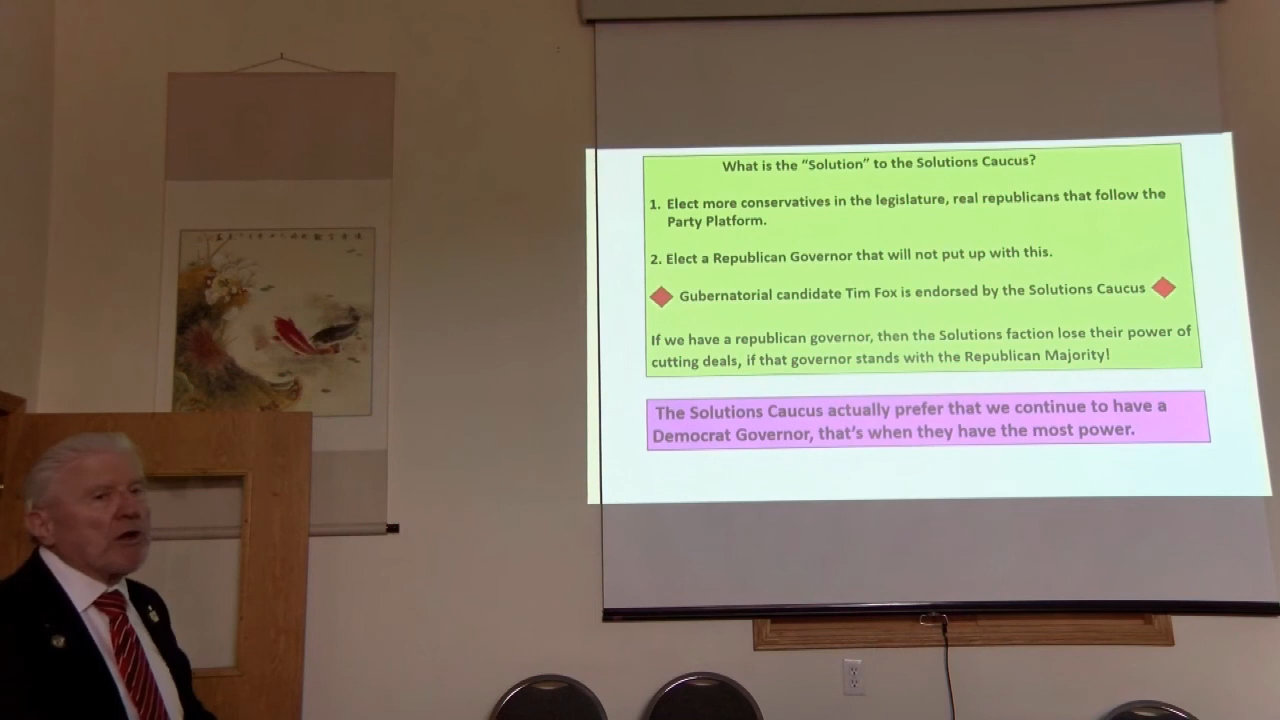 What is the “Solution” to the Solutions Caucus?
1. Elect more conservatives in the legislature, real republicans that follow the
Party Platform.
2. Elect a Republican Governor that will not put up with this.
Gubernatorial candidate Tim Fox is endorsed by the Solutions Caucus
If we have a republican governor, then the Solutions faction lose their power of
cutting deals, if that governor stands with the Republican Majority!
The Solutions Caucus actually prefer that we continue to have a
Democrat Governor, that’s when they have the most power.